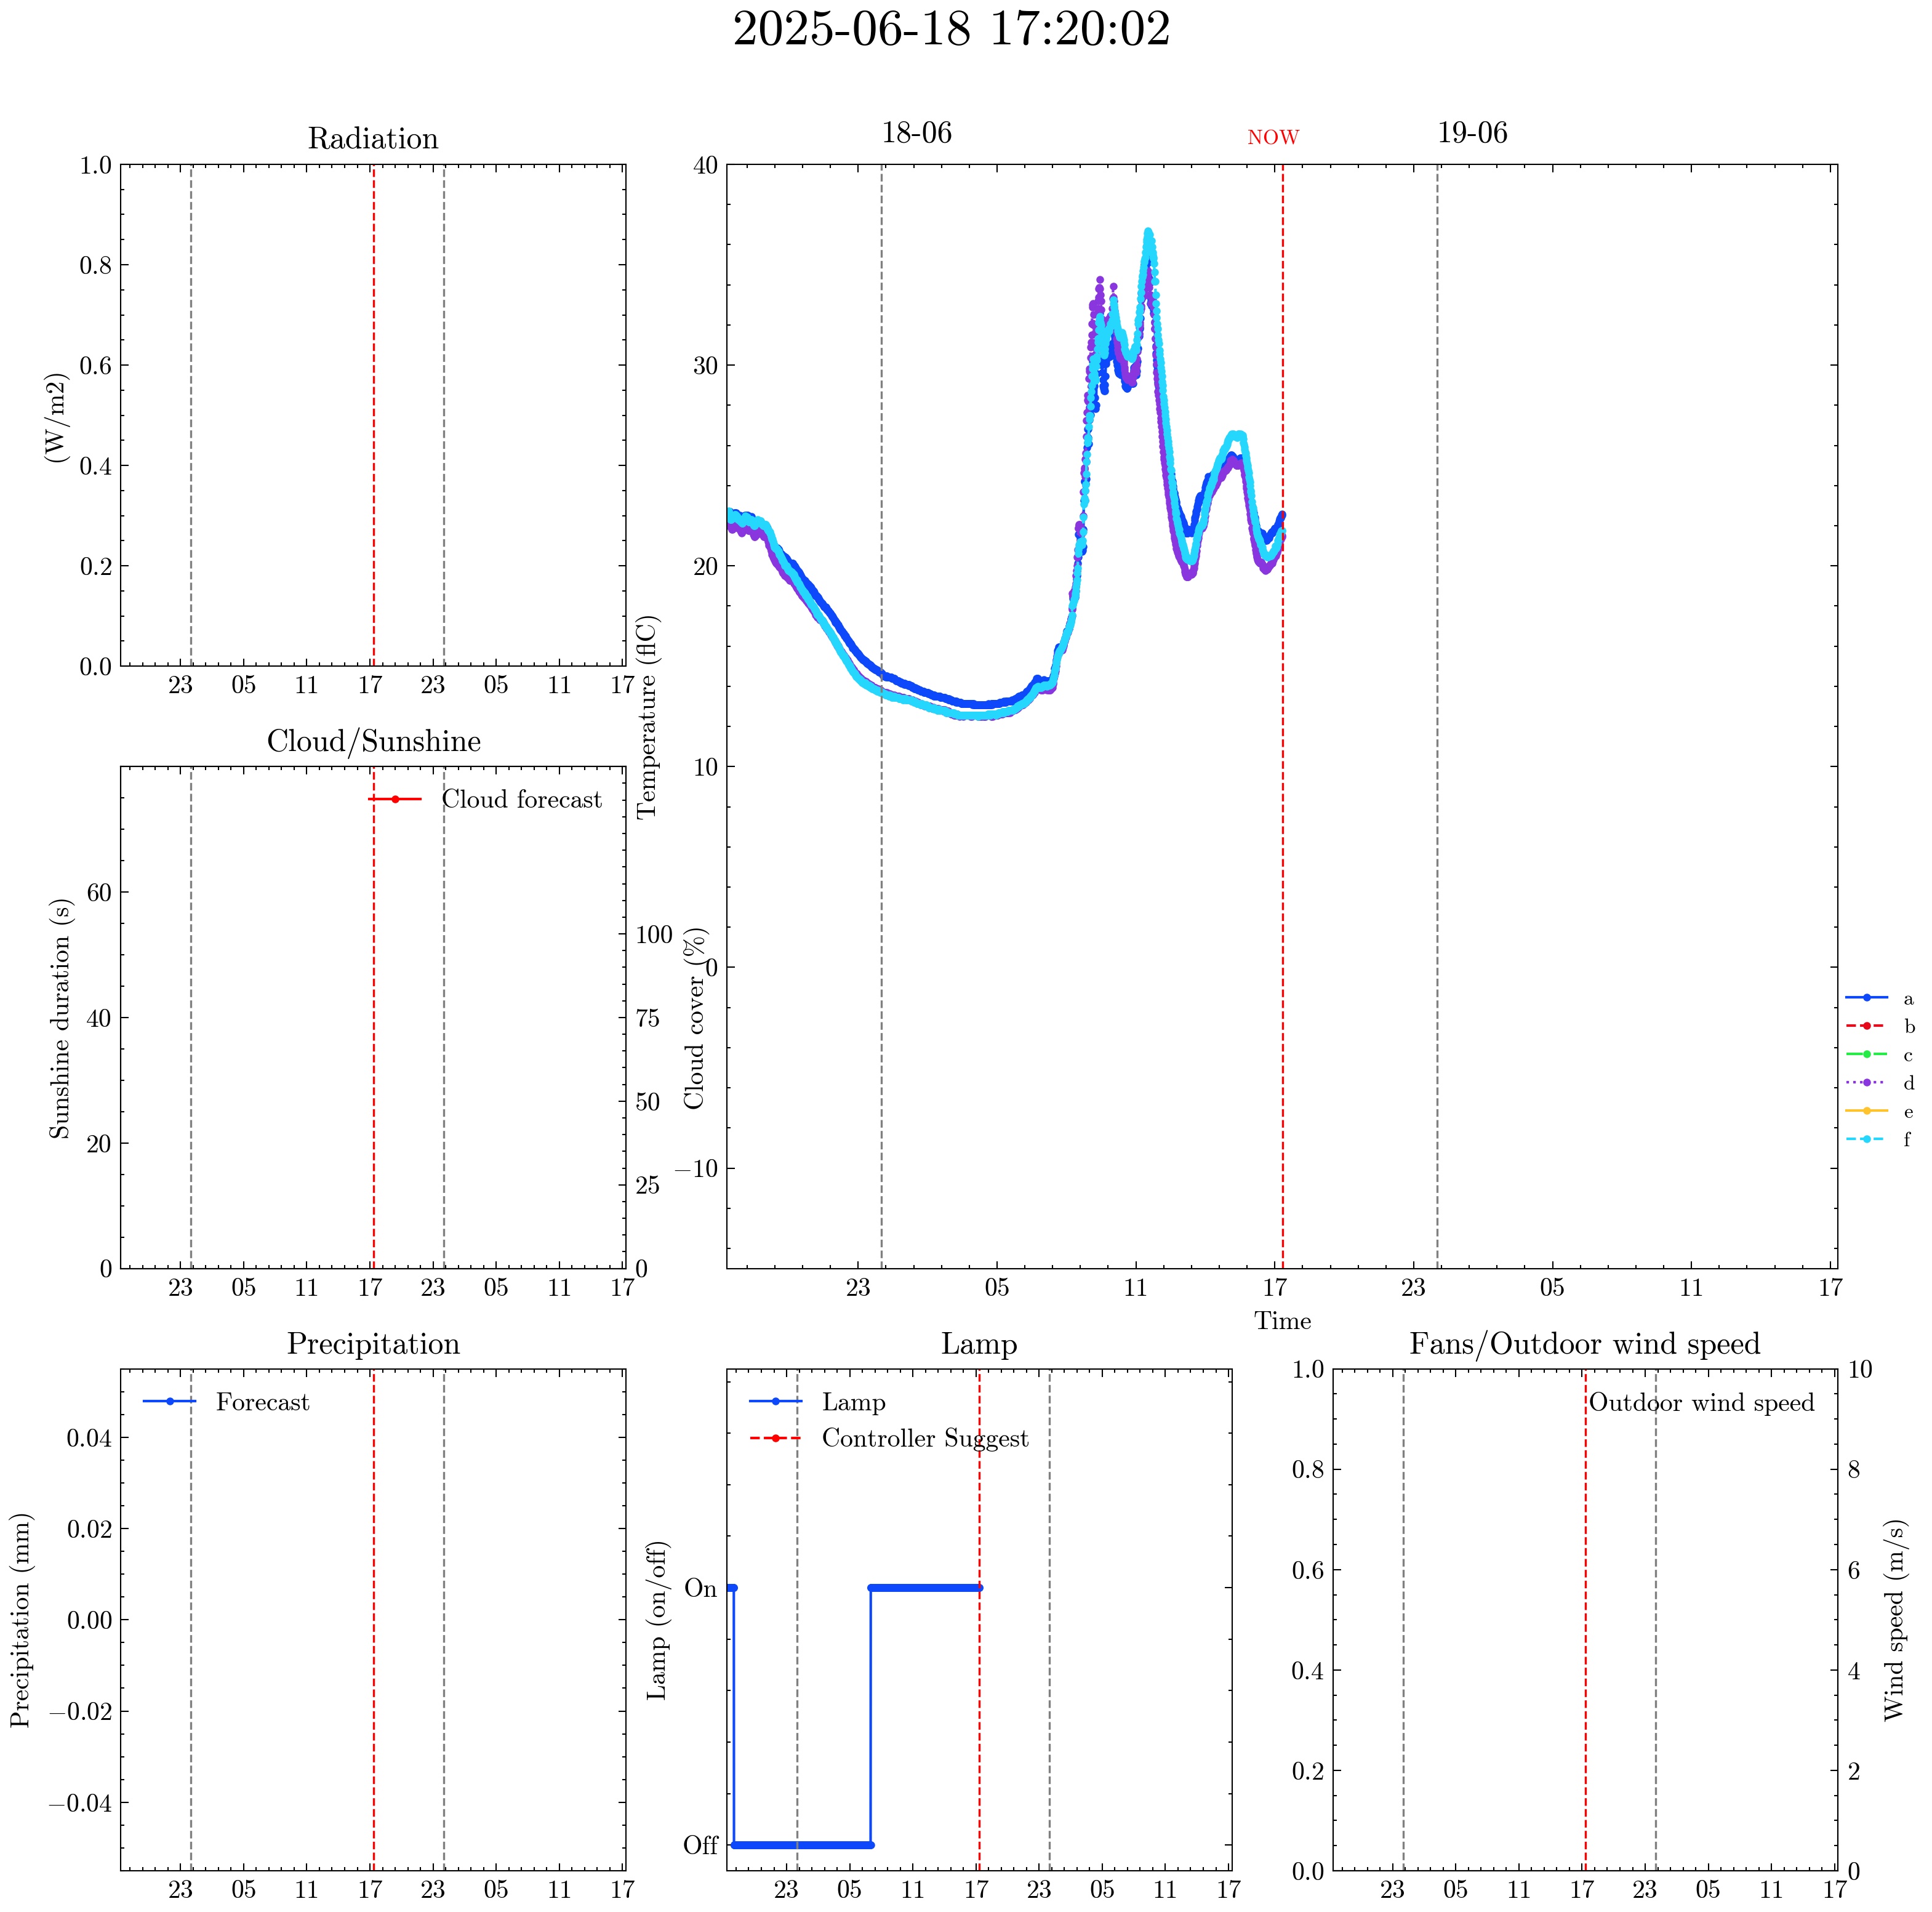 2025-06-18 17:20:02
Radiation
(W/m2)
1.0
0.8
0.6
0.4
0.2
0.0
23 05 11 17 23 05 11 17
18-06
NOW
19-06
Temperature (flC)
40
30
20
10
0
−10
23 05 11 17 23 05 11 17
Time
a
b
c
d
e
f
Cloud/Sunshine
Cloud forecast
Sunshine duration (s)
60
40
20
0
Cloud cover (%)
100
75
50
25
0
23 05 11 17 23 05 11 17
Precipitation
Forecast
Precipitation (mm)
0.04
0.02
0.00
−0.02
−0.04
23 05 11 17 23 05 11 17
Lamp
Lamp
Controller Suggest
Lamp (on/off)
On
Off
23 05 11 17 23 05 11 17
Fans/Outdoor wind speed
Outdoor wind speed
1.0
0.8
0.6
0.4
0.2
0.0
Wind speed (m/s)
10
8
6
4
2
0
23 05 11 17 23 05 11 17